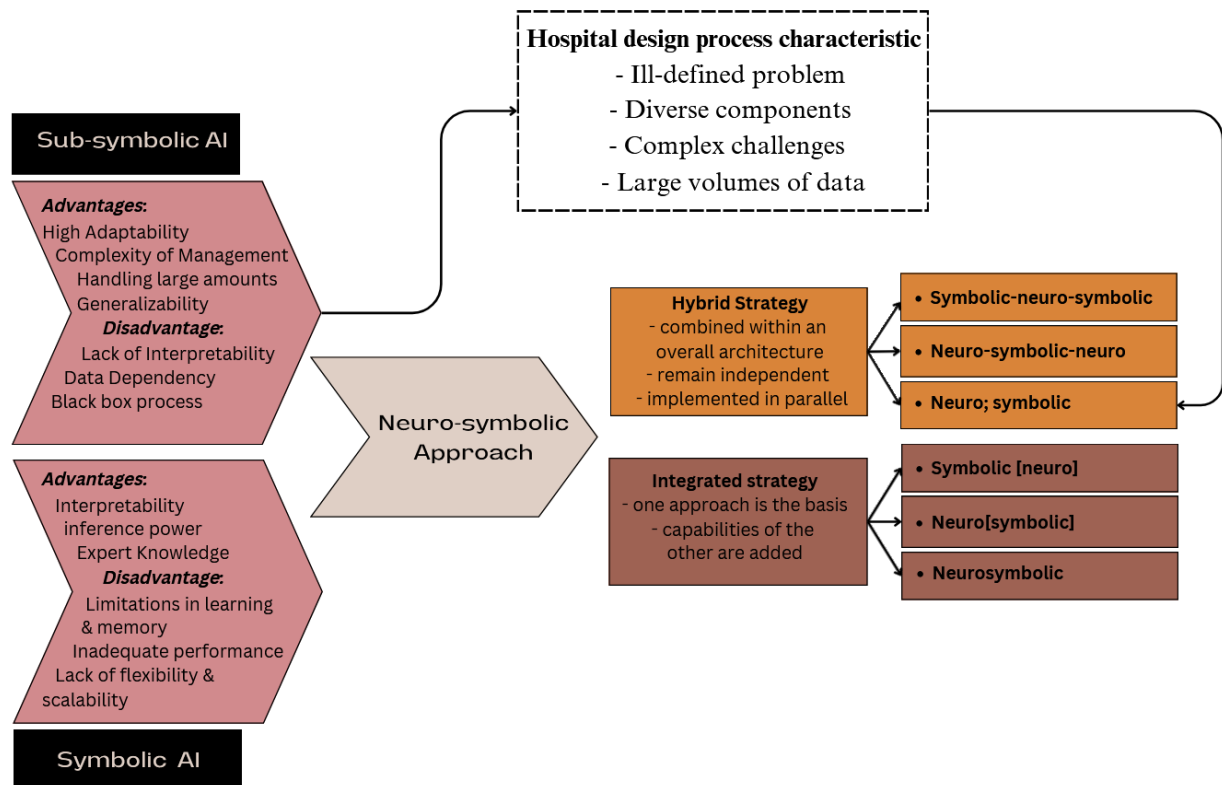 Hospital design process characteristic
- Ill-defined problem
- Diverse components
- Complex challenges
- Large volumes of data
Sub-symbolic AI
Advantages:
High Adaptability
Complexity of Management
Handling large amounts
Generalizability
Disadvantage:
Lack of Interpretability
Data Dependency
Black box process
Advantages:
Interpretability
inference power
Expert Knowledge
Disadvantage:
Limitations in learning
& memory
Inadequate performance
Lack of flexibility &
scalability
Symbolic AI
Neuro-symbolic
Approach
Hybrid Strategy
- combined within an
overall architecture
- remain independent
- implemented in parallel
• Symbolic-neuro-symbolic
• Neuro-symbolic-neuro
• Neuro; symbolic
Integrated strategy
- one approach is the basis
- capabilities of the
other are added
• Symbolic [neuro]
• Neuro[symbolic]
• Neurosymbolic